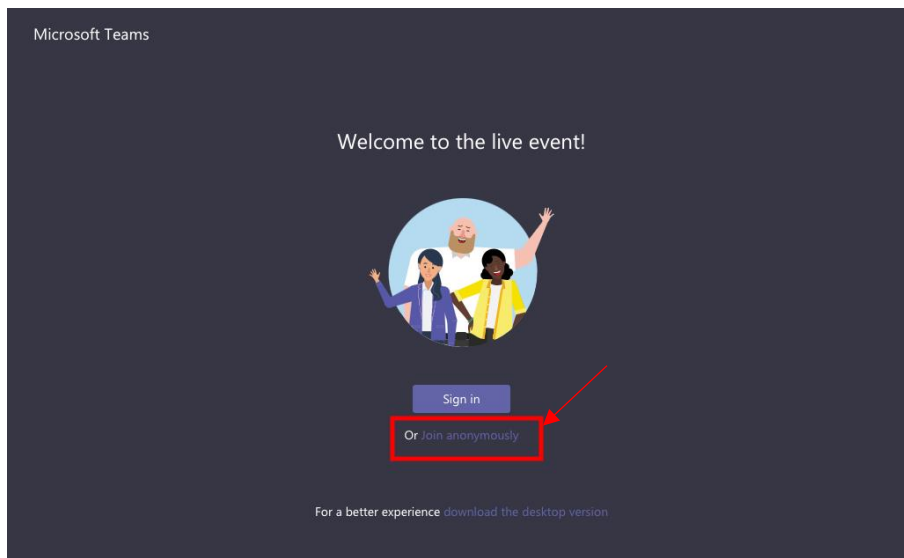 Microsoft Teams
Welcome to the live event!
Sign in
Or Join anonymously
For a better experience download the desktop version